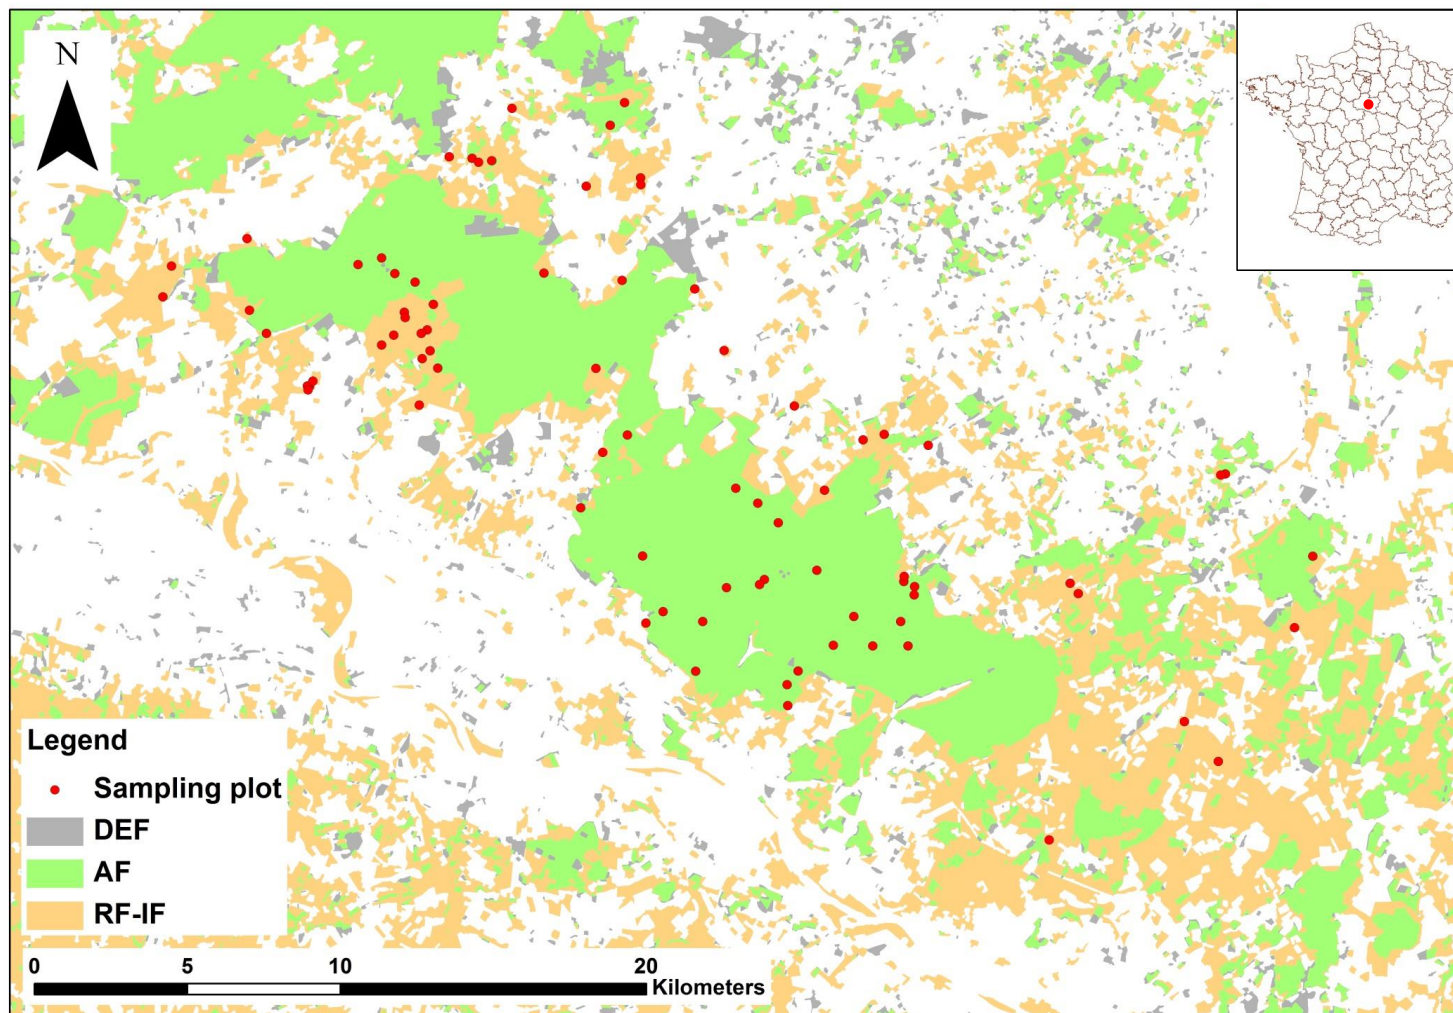 N
Legend
Sampling plot
DEF
AF
RF-IF
0 5 10 20
Kilometers